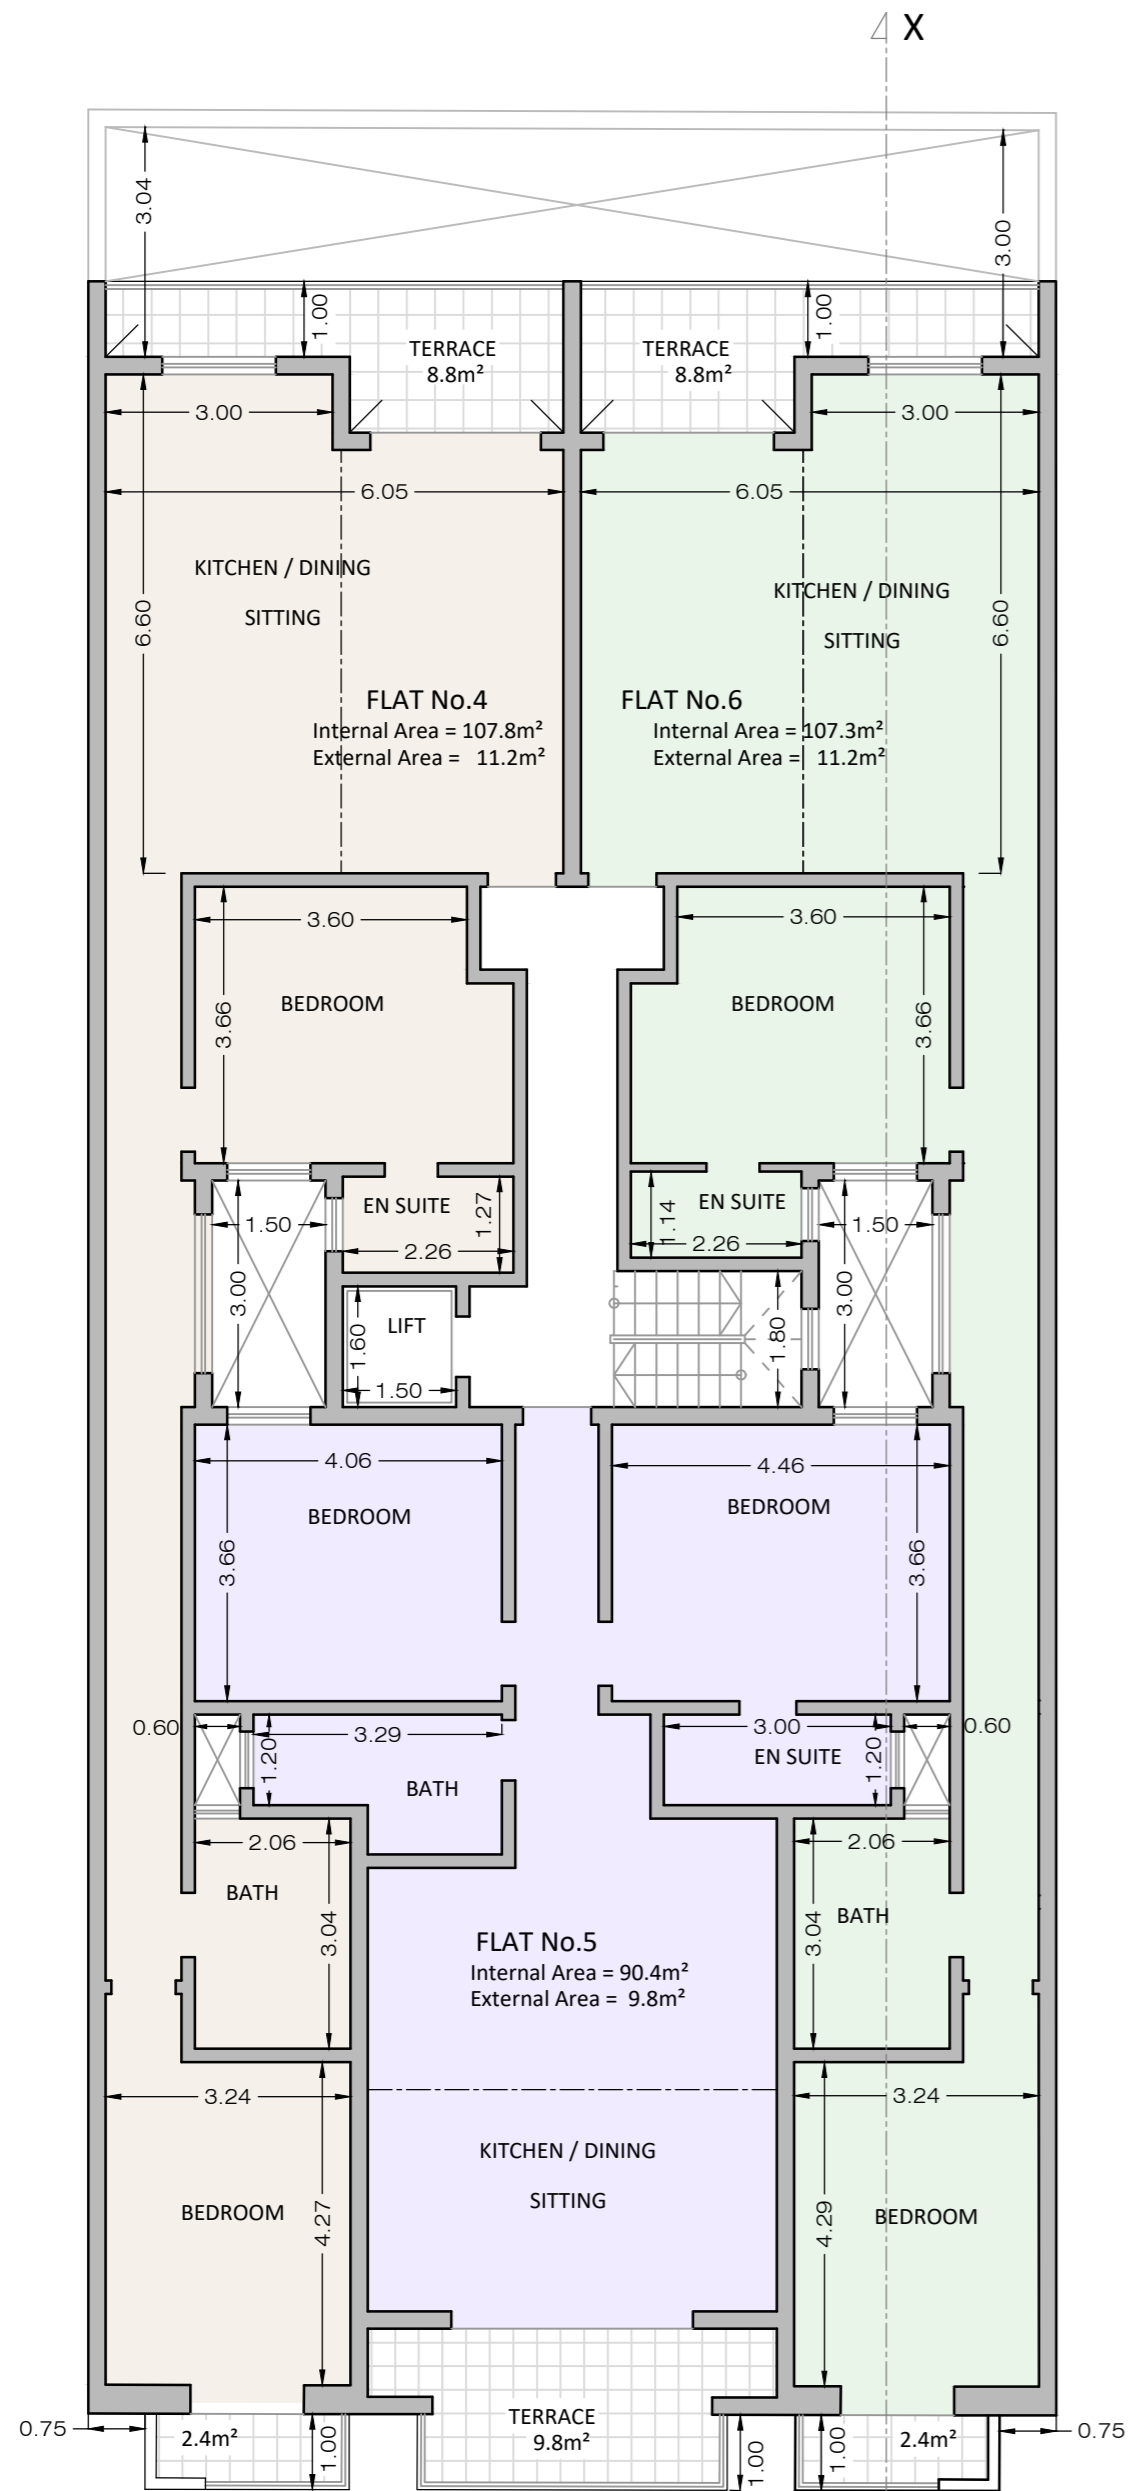 X
3.04
3.00
1.00
1.00
TERRACE
8.8m²
TERRACE
8.8m²
3.00
3.00
6.05
6.05
KITCHEN / DINING
SITTING
KITCHEN / DINING
SITTING
6.60
6.60
FLAT No.4
Internal Area = 107.8m²
External Area = 11.2m²
FLAT No.6
Internal Area = 107.3m²
External Area = 11.2m²
3.60
3.60
BEDROOM
BEDROOM
3.66
3.66
EN SUITE
1.27
1.14
EN SUITE
1.50
2.26
2.26
1.50
3.00
3.00
LIFT
1.60
1.80
1.50
4.06
4.46
BEDROOM
BEDROOM
3.66
3.66
0.60
3.29
1.20
3.00
EN SUITE
1.20
0.60
BATH
2.06
2.06
BATH
BATH
3.04
3.04
FLAT No.5
Internal Area = 90.4m²
External Area = 9.8m²
3.24
3.24
KITCHEN / DINING
SITTING
BEDROOM
BEDROOM
4.27
4.29
0.75
2.4m²
1.00
TERRACE
9.8m²
1.00
1.00
2.4m²
0.75